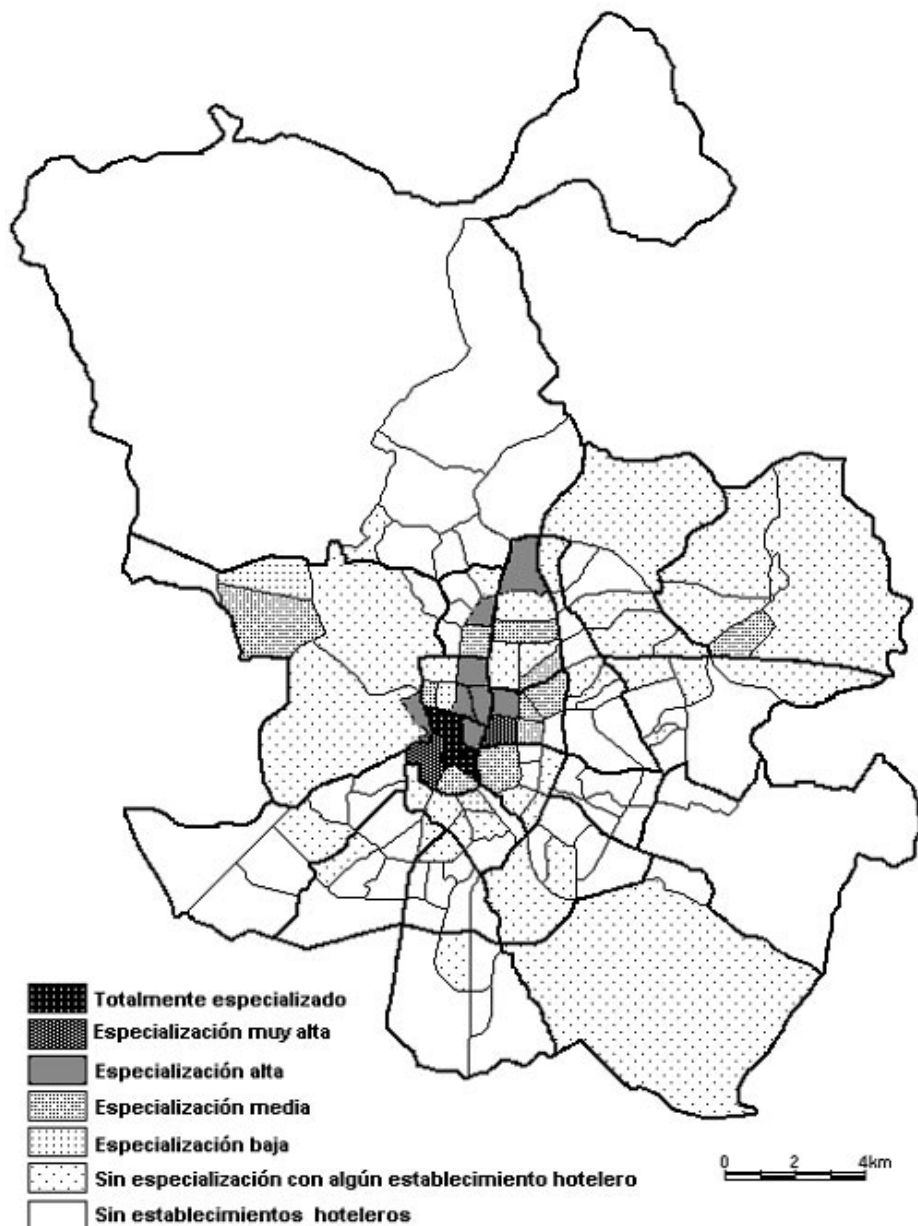 Totalmente especializado
Especialización muy alta
Especialización alta
Especialización media
Especialización baja
Sin especialización con algún establecimiento hotelero
Sin establecimientos hoteleros
0 2 4km